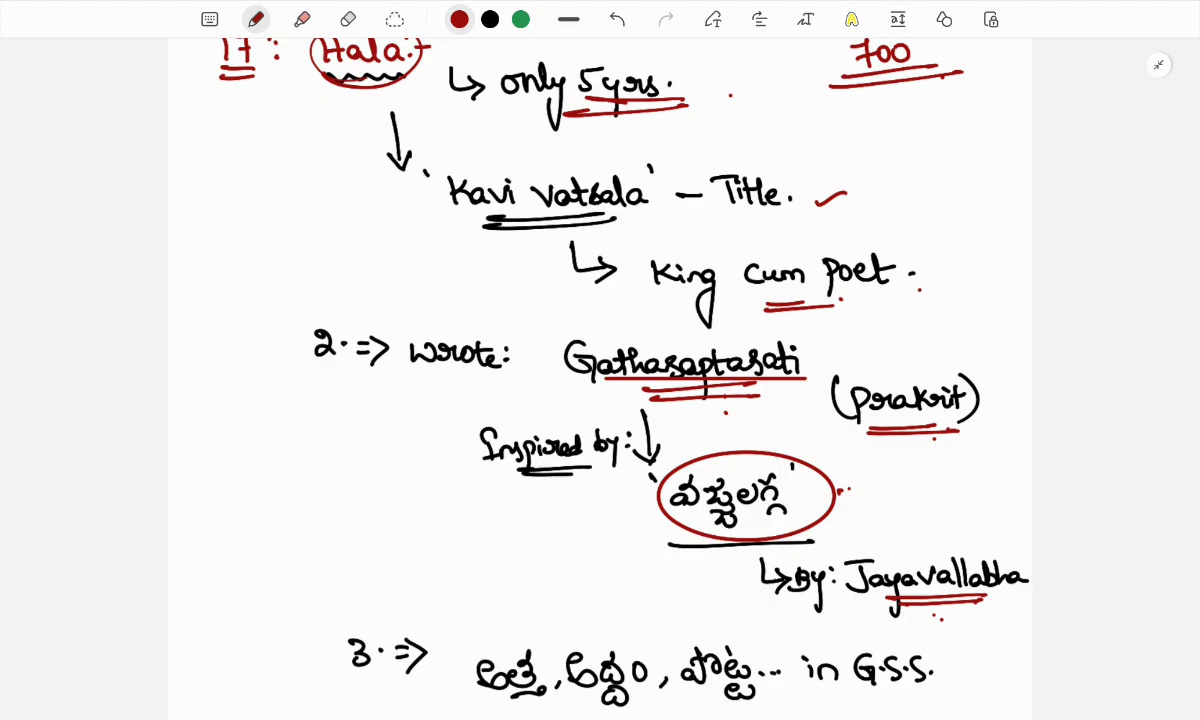 17 : Hala:- 700
↳ only 5 yrs.
'Kavi Vatsala' - Title.
↳ King cum poet.
2. => wrote: Gathasaptasati
(Prakrit)
Inspired by:
'వజ్జలగ్గ'
↳ By: Jayavallabha
3. => అత్త, అద్దం, పొట్ట... in G.S.S.